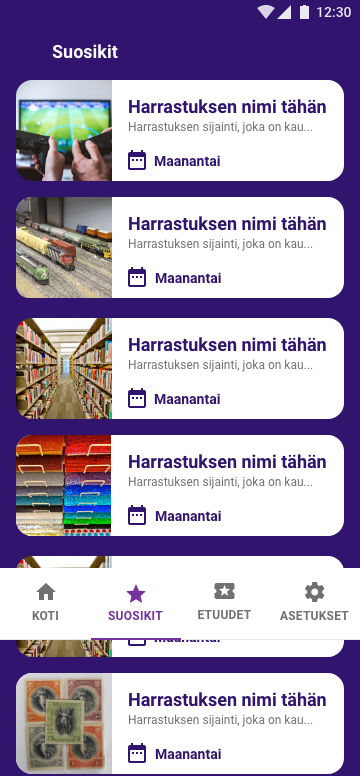 12:30
Suosikit
Harrastuksen nimi tähän
Harrastuksen sijainti, joka on kau...
Maanantai
Harrastuksen nimi tähän
Harrastuksen sijainti, joka on kau...
Maanantai
Harrastuksen nimi tähän
Harrastuksen sijainti, joka on kau...
Maanantai
Harrastuksen nimi tähän
Harrastuksen sijainti, joka on kau...
Maanantai
KOTI
SUOSIKIT
ETUUDET
ASETUKSET
Harrastuksen nimi tähän
Harrastuksen sijainti, joka on kau...
Maanantai